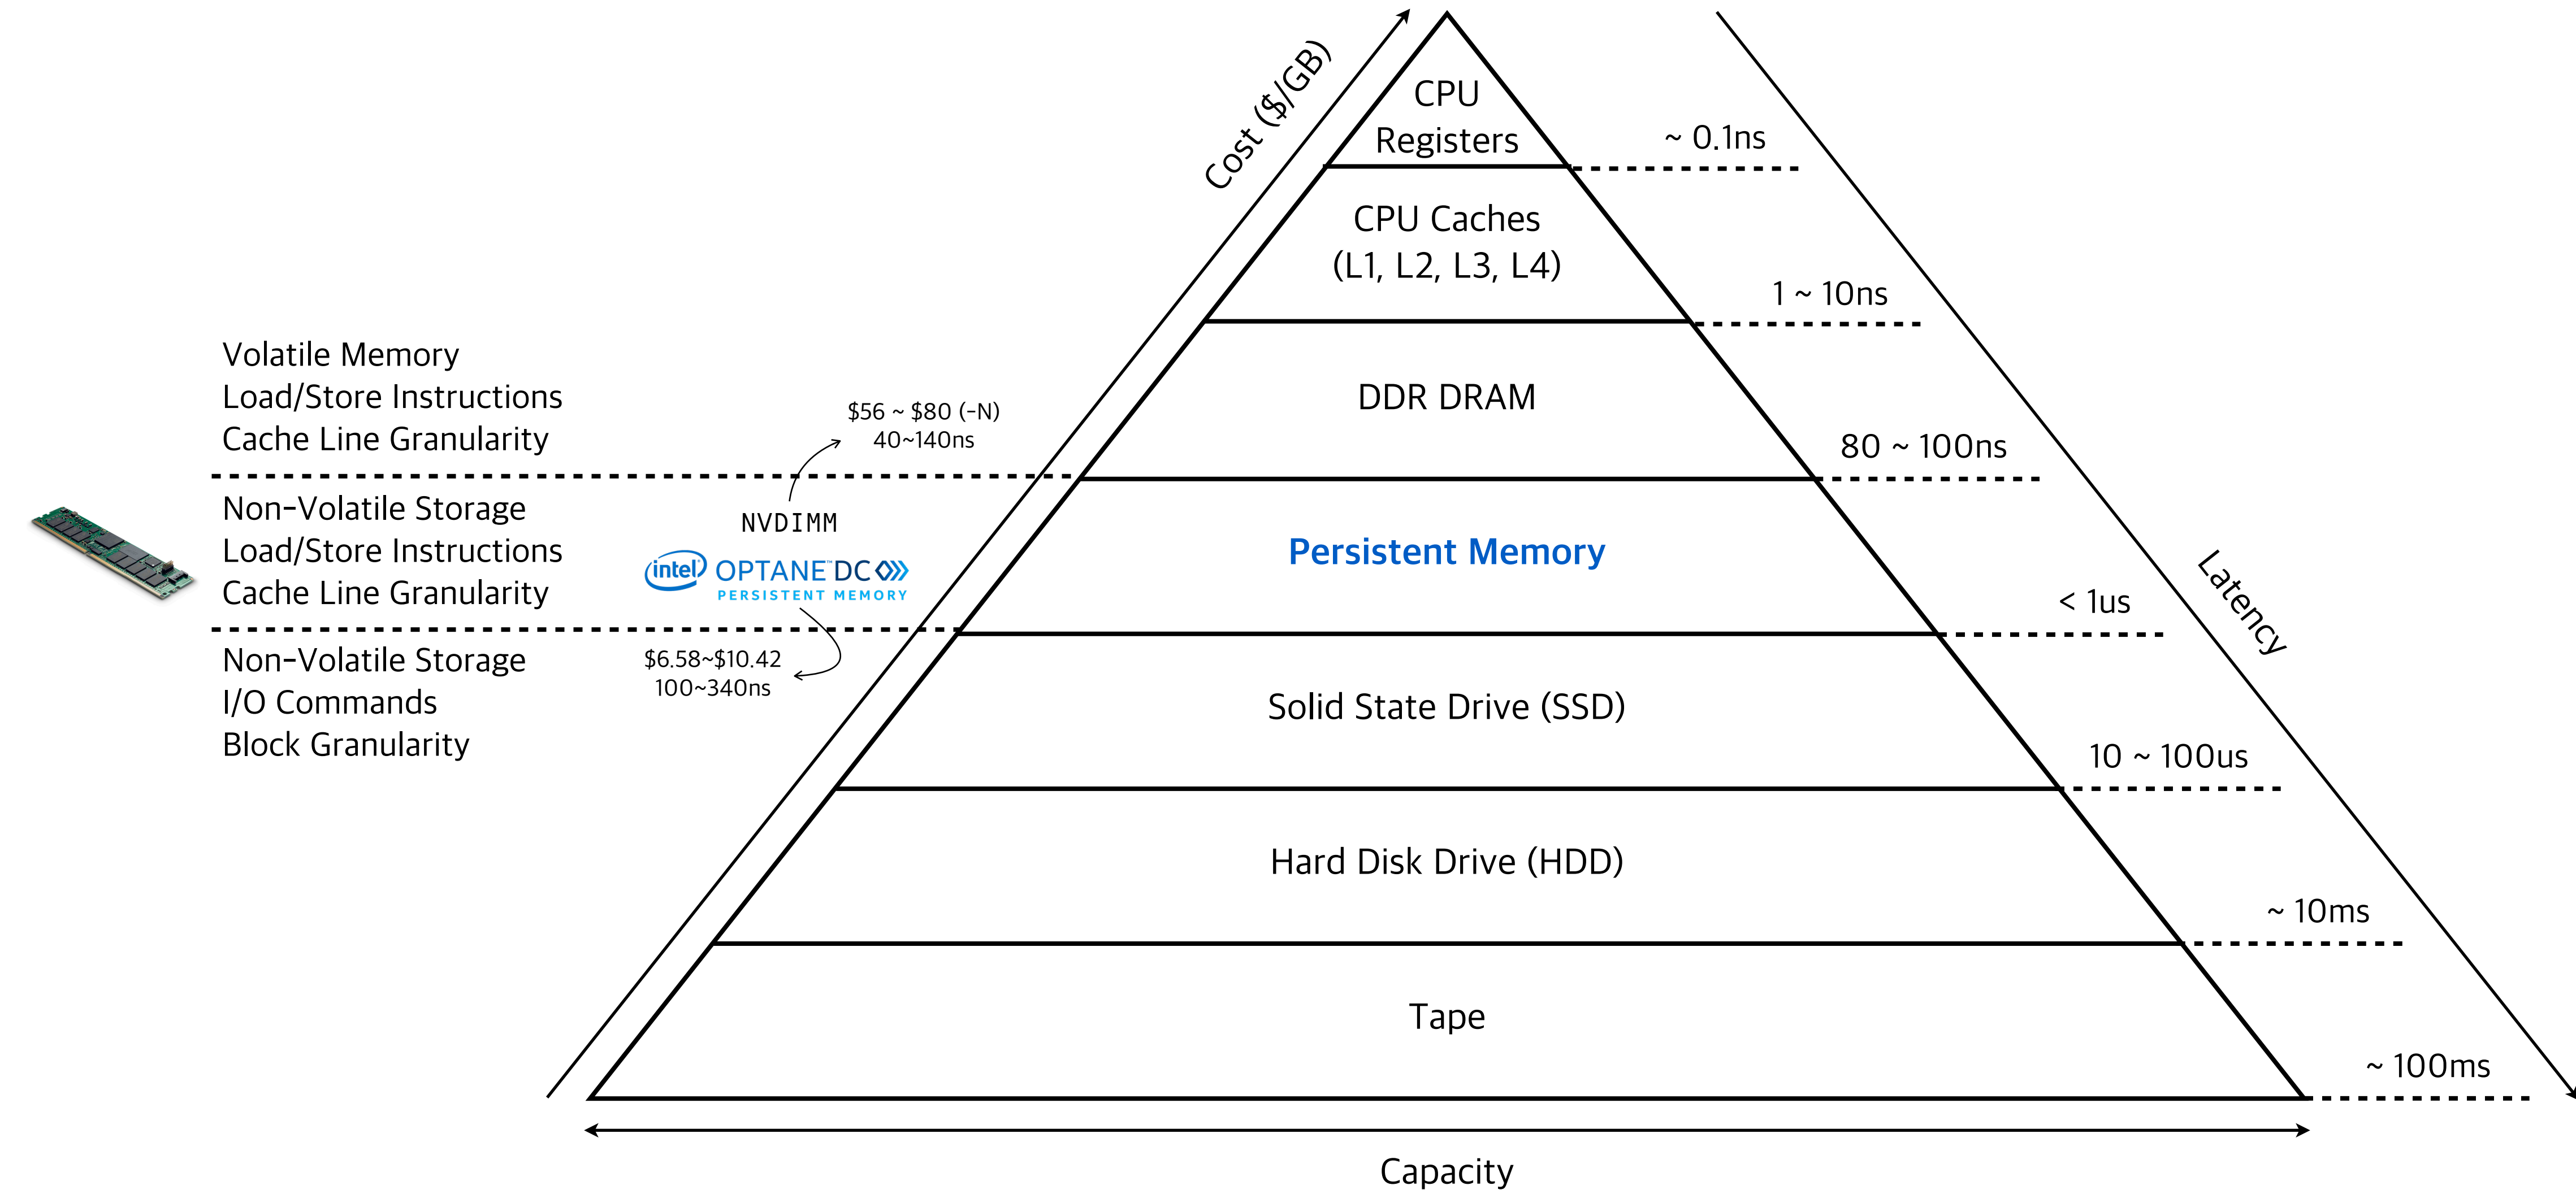 Cost ($/GB)
CPU
Registers
~ 0.1ns
CPU Caches
(L1, L2, L3, L4)
1 ~ 10ns
Volatile Memory
Load/Store Instructions
Cache Line Granularity
$56 ~ $80 (-N)
40~140ns
DDR DRAM
80 ~ 100ns
Non-Volatile Storage
Load/Store Instructions
Cache Line Granularity
NVDIMM
intel OPTANE™DC
PERSISTENT MEMORY
Persistent Memory
< 1us
Latency
Non-Volatile Storage
I/O Commands
Block Granularity
$6.58~$10.42
100~340ns
Solid State Drive (SSD)
10 ~ 100us
Hard Disk Drive (HDD)
~ 10ms
Tape
~ 100ms
Capacity